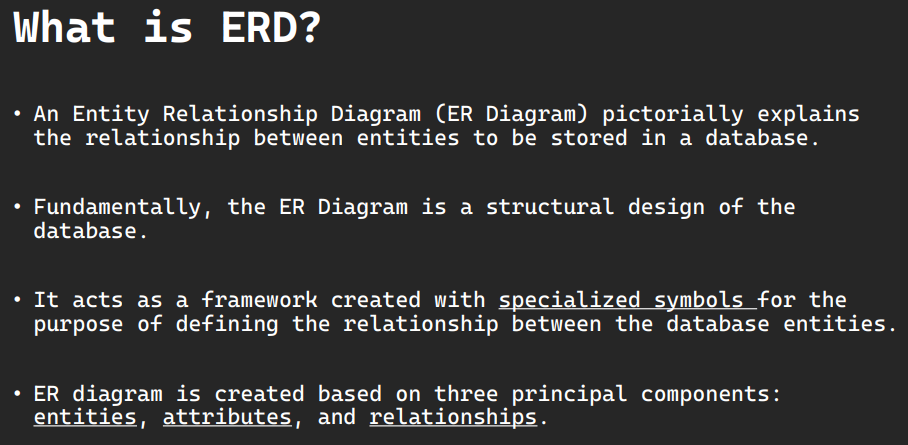 What is ERD?
• An Entity Relationship Diagram (ER Diagram) pictorially explains
the relationship between entities to be stored in a database.
• Fundamentally, the ER Diagram is a structural design of the
database.
• It acts as a framework created with specialized symbols for the
purpose of defining the relationship between the database entities.
• ER diagram is created based on three principal components:
entities, attributes, and relationships.